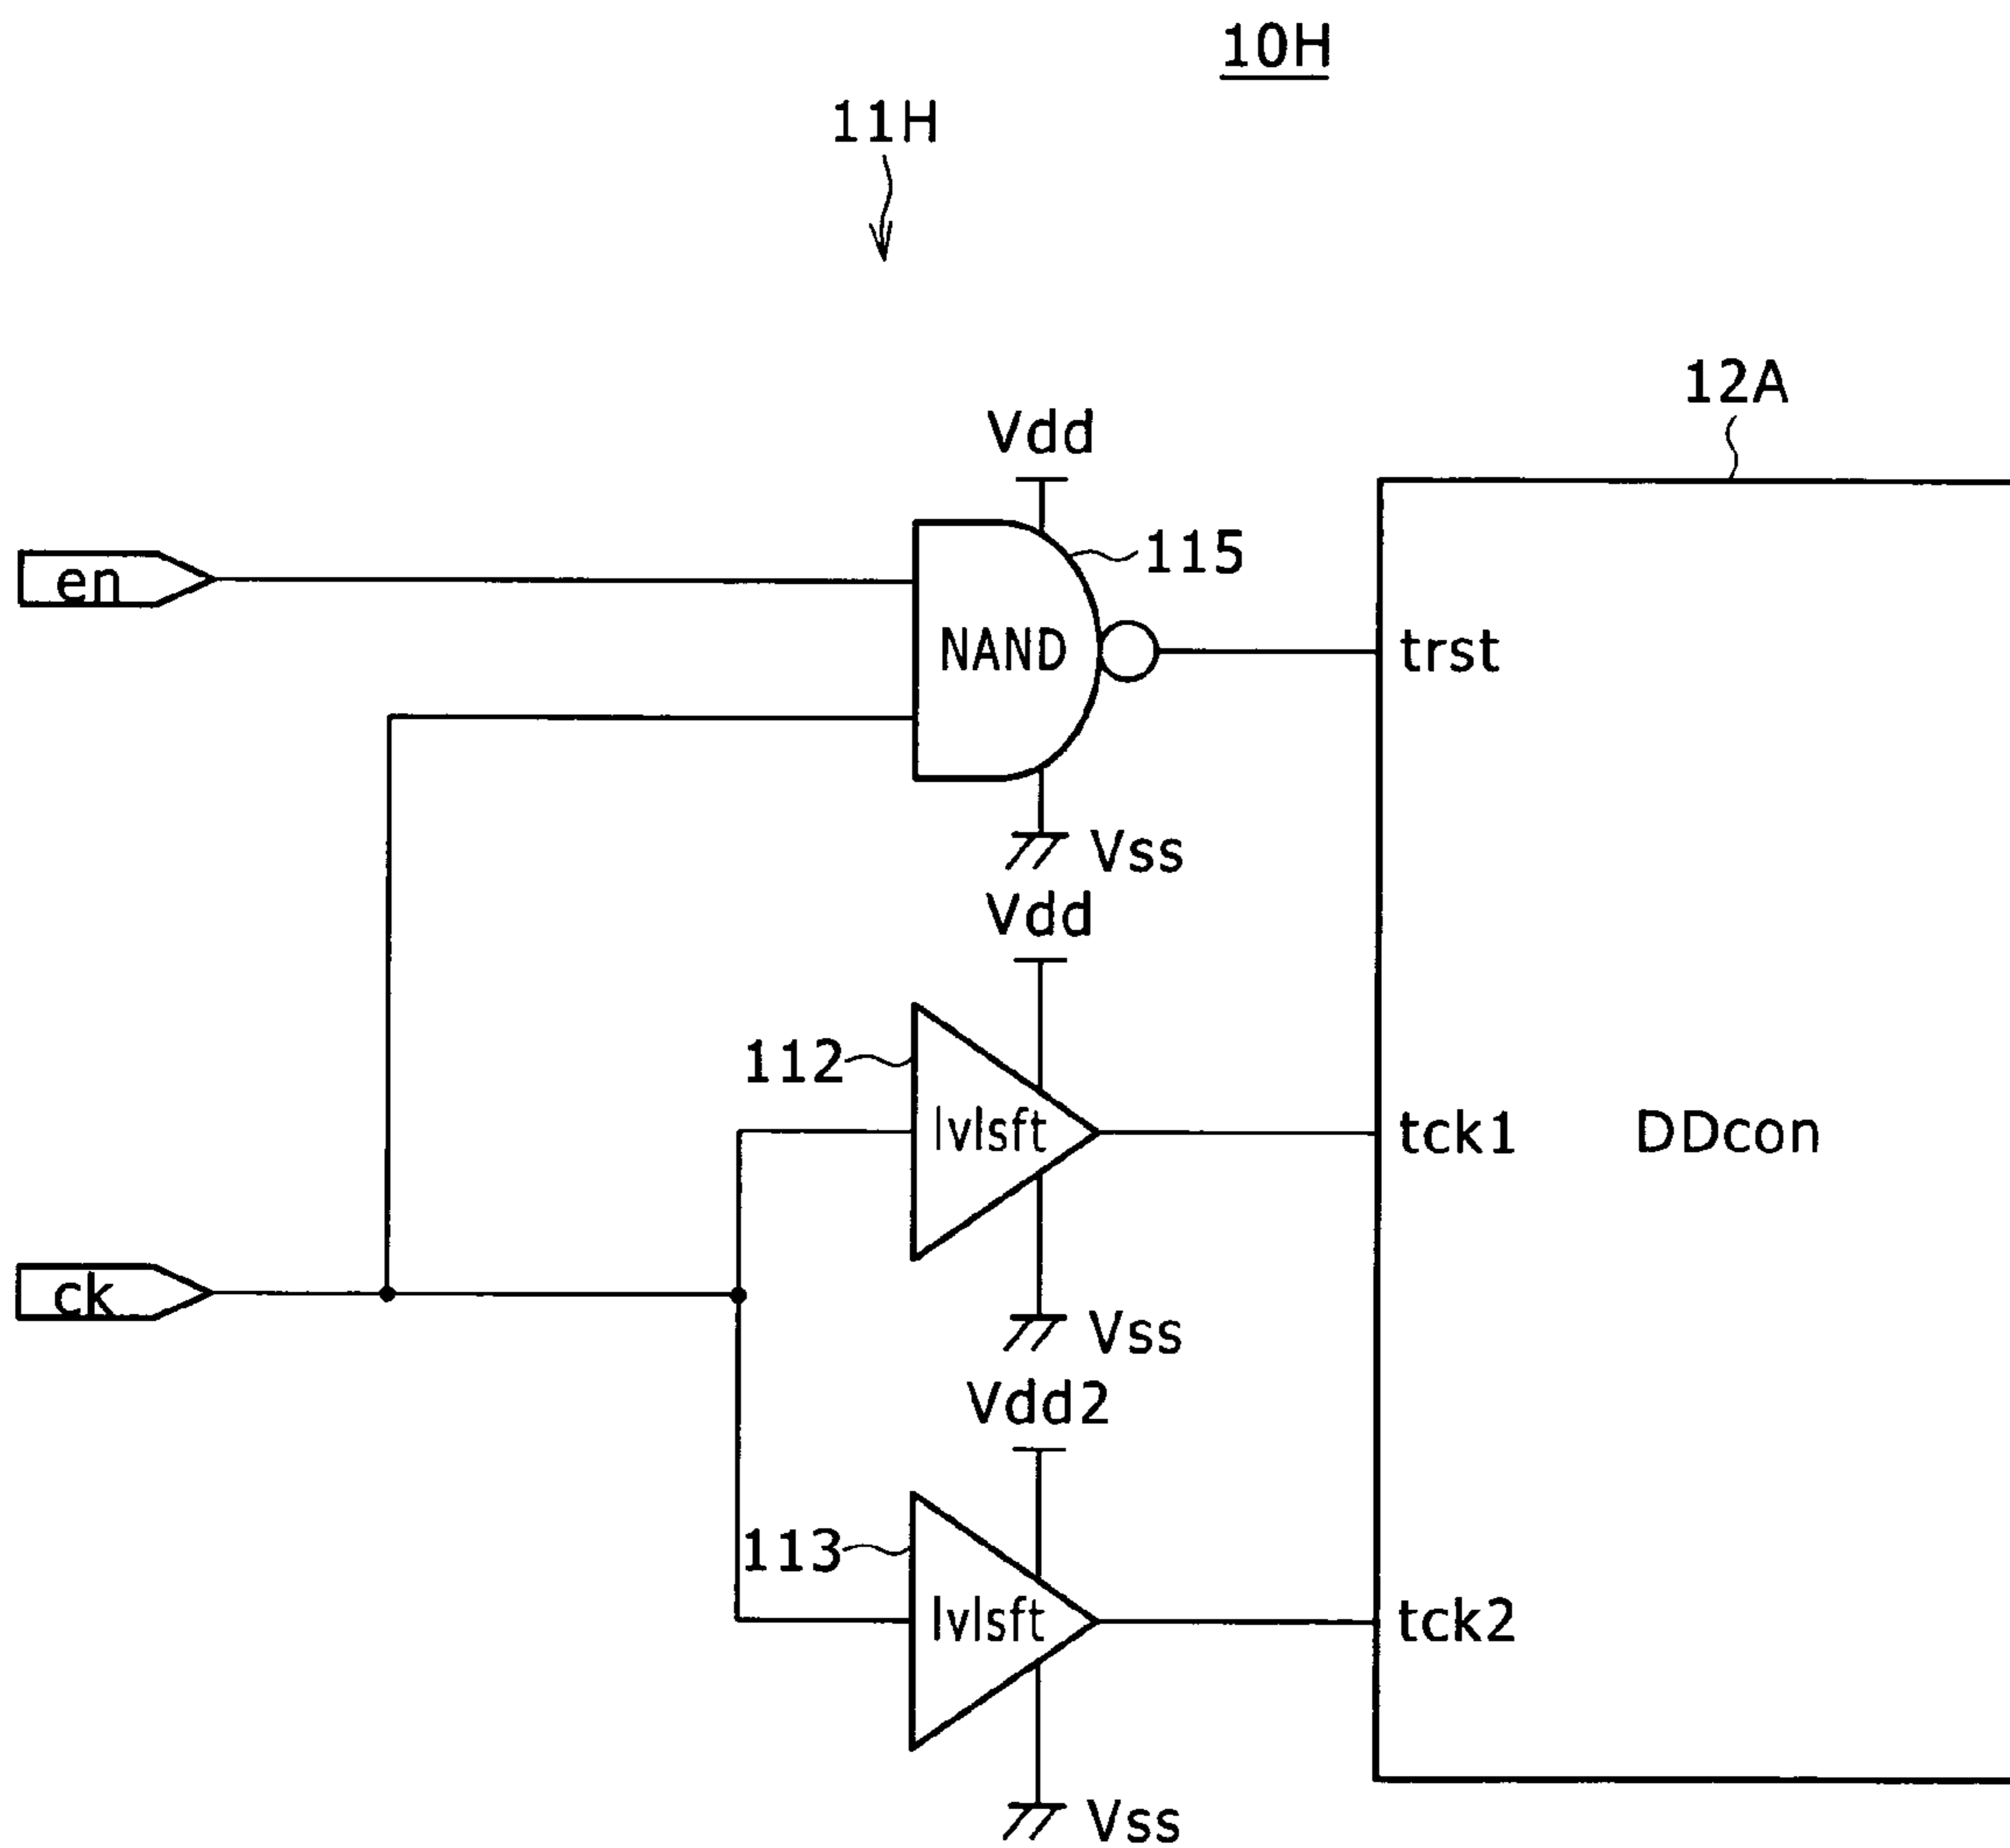 10H
11H
12A
Vdd
115
en
NAND
trst
Vss
Vdd
112
lvlsft
tck1
DDcon
ck
Vss
Vdd2
113
lvlsft
tck2
Vss